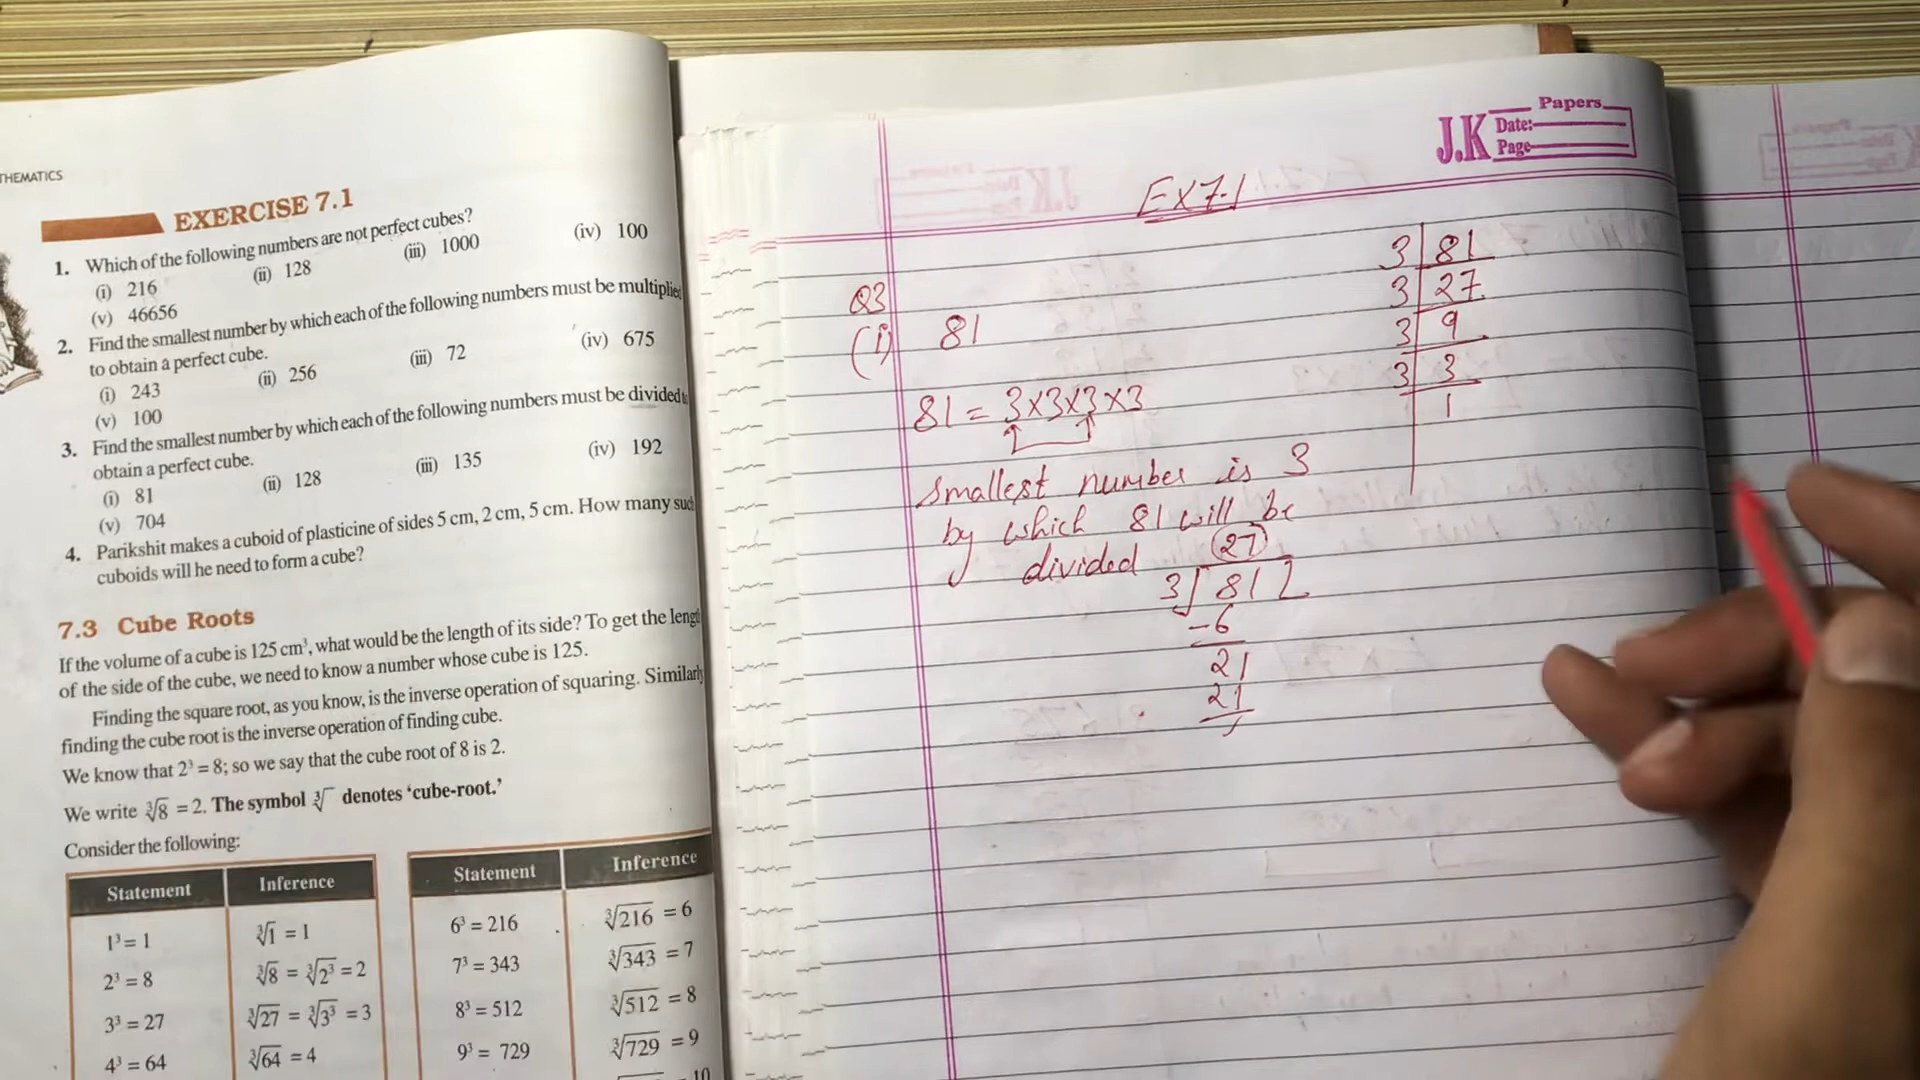 THEMATICS
EXERCISE 7.1
1. Which of the following numbers are not perfect cubes?
(i) 216 (ii) 128 (iii) 1000 (iv) 100
(v) 46656
2. Find the smallest number by which each of the following numbers must be multiplie
to obtain a perfect cube.
(i) 243 (ii) 256 (iii) 72 (iv) 675
(v) 100
3. Find the smallest number by which each of the following numbers must be divided
obtain a perfect cube.
(i) 81 (ii) 128 (iii) 135 (iv) 192
(v) 704
4. Parikshit makes a cuboid of plasticine of sides 5 cm, 2 cm, 5 cm. How many suc
cuboids will he need to form a cube?
7.3 Cube Roots
If the volume of a cube is 125 cm³, what would be the length of its side? To get the leng
of the side of the cube, we need to know a number whose cube is 125.
Finding the square root, as you know, is the inverse operation of squaring. Similarly
finding the cube root is the inverse operation of finding cube.
We know that 2³ = 8; so we say that the cube root of 8 is 2.
We write ∛8 = 2. The symbol ∛ denotes ‘cube-root.’
Consider the following:
Statement Inference
1³ = 1 ∛1 = 1
2³ = 8 ∛8 = ∛2³ = 2
3³ = 27 ∛27 = ∛3³ = 3
4³ = 64 ∛64 = 4
Statement Inference
6³ = 216 ∛216 = 6
7³ = 343 ∛343 = 7
8³ = 512 ∛512 = 8
9³ = 729 ∛729 = 9
10
J.K Papers
Date:
Page
EX 7.1
Q3
(i) 81
3 81
3 27
3 9
3 3
1
81 = 3×3×3×3
smallest number is 3
by which 81 will be
divided
27
3 81
-6
21
21